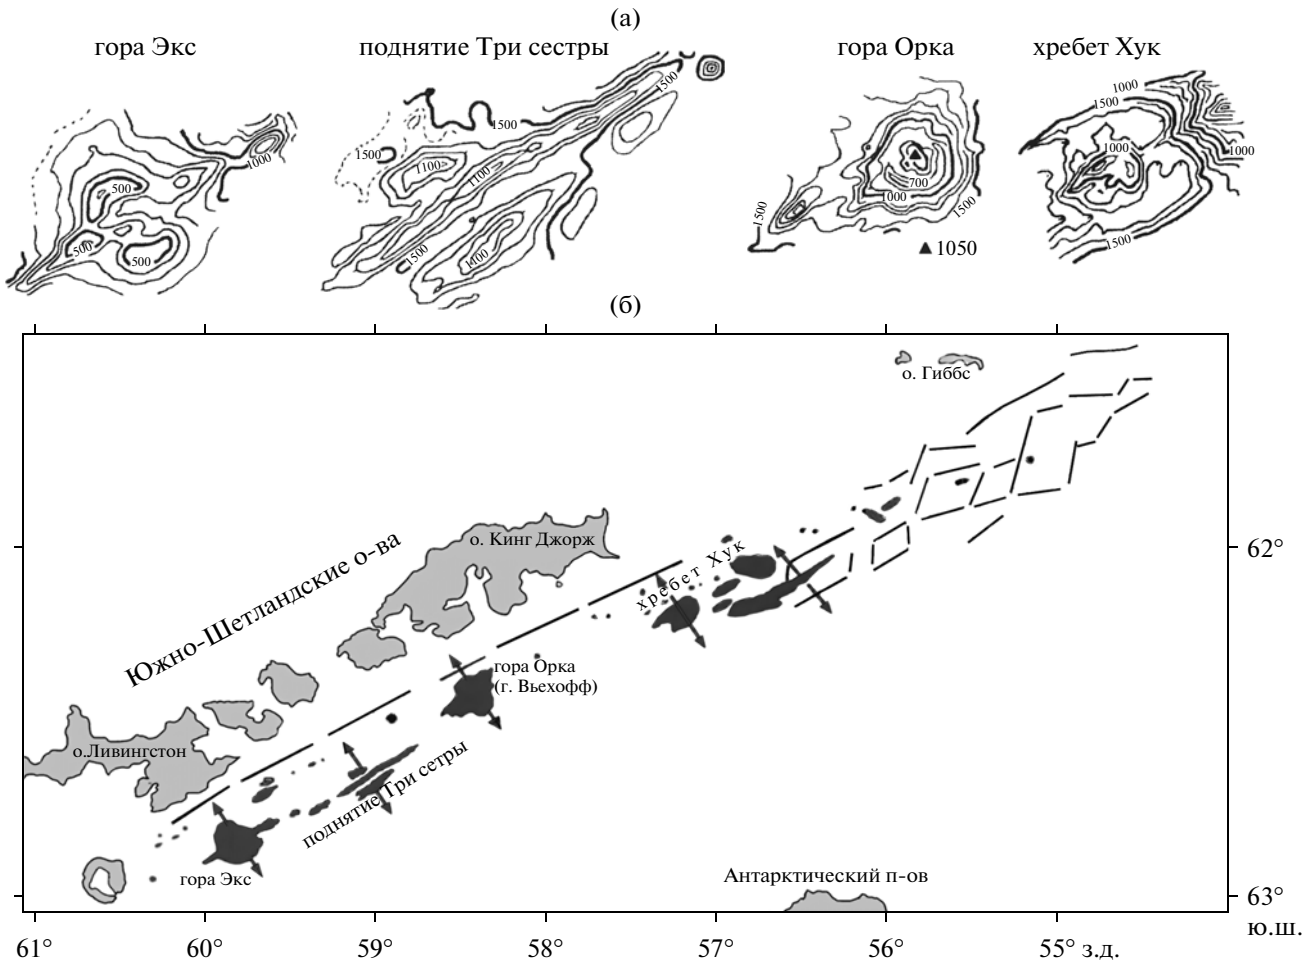 (а)
гора Экс
поднятие Три сестры
гора Орка
хребет Хук
500
500
500
1000
1500
1500
1500
1100
1100
1500
1100
1500
700
1000
1500
▲ 1050
1000
1500
1000
1000
1500
(б)
о. Гиббс
о. Кинг Джорж
Южно-Шетландские о-ва
хребет Хук
62°
гора Орка
(г. Вьехофф)
о.Ливингстон
поднятие Три сетры
гора Экс
Антарктический п-ов
63°
ю.ш.
61°
60°
59°
58°
57°
56°
55° з.д.